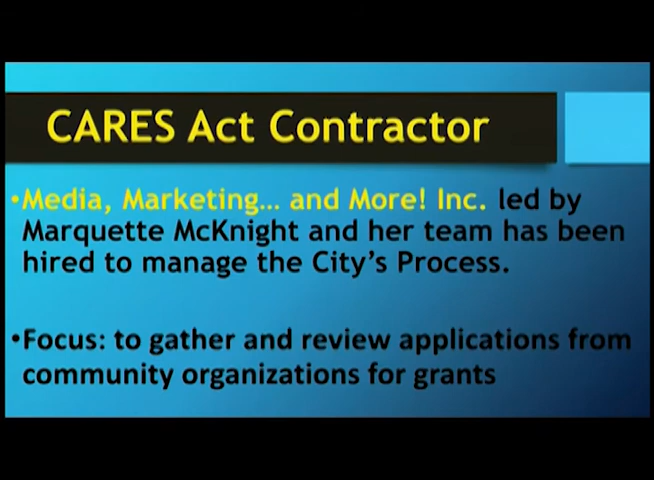 CARES Act Contractor
•Media, Marketing... and More! Inc. led by
Marquette McKnight and her team has been
hired to manage the City's Process.
•Focus: to gather and review applications from
community organizations for grants